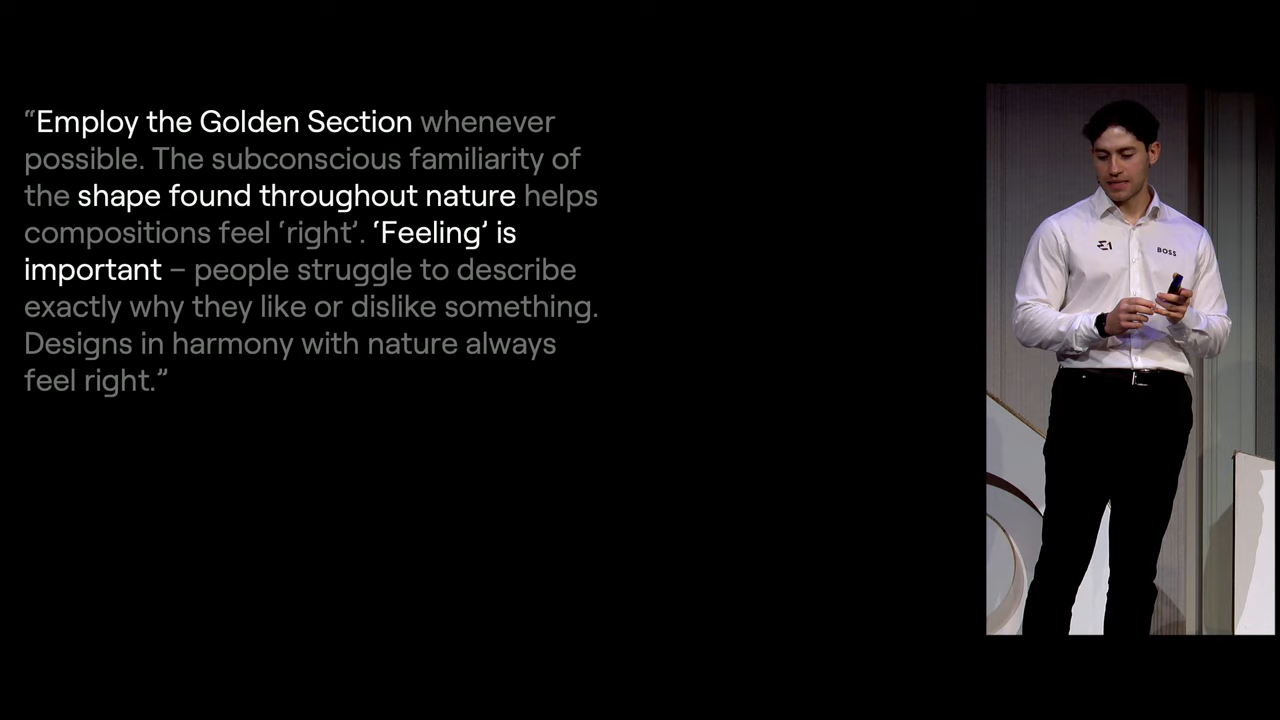 “Employ the Golden Section whenever
possible. The subconscious familiarity of
the shape found throughout nature helps
compositions feel ‘right’. ‘Feeling’ is
important – people struggle to describe
exactly why they like or dislike something.
Designs in harmony with nature always
feel right.”
E1
BOSS